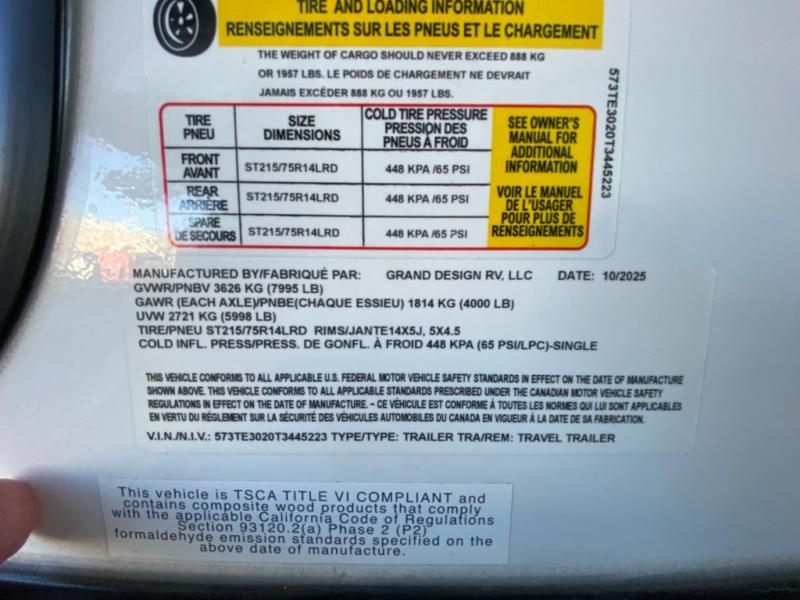 TIRE AND LOADING INFORMATION
RENSEIGNEMENTS SUR LES PNEUS ET LE CHARGEMENT
THE WEIGHT OF CARGO SHOULD NEVER EXCEED 888 KG
OR 1957 LBS. LE POIDS DE CHARGEMENT NE DEVRAIT
JAMAIS EXCÉDER 888 KG OU 1957 LBS.
TIRE PNEU SIZE DIMENSIONS COLD TIRE PRESSURE PRESSION DES PNEUS À FROID
FRONT AVANT ST215/75R14LRD 448 KPA /65 PSI
REAR ARRIÈRE ST215/75R14LRD 448 KPA /65 PSI
SPARE DE SECOURS ST215/75R14LRD 448 KPA /65 PSI
SEE OWNER'S
MANUAL FOR
ADDITIONAL
INFORMATION
VOIR LE MANUEL
DE L'USAGER
POUR PLUS DE
RENSEIGNEMENTS
573TE3020T3445223
MANUFACTURED BY/FABRIQUÉ PAR: GRAND DESIGN RV, LLC DATE: 10/2025
GVWR/PNBV 3626 KG (7995 LB)
GAWR (EACH AXLE)/PNBE(CHAQUE ESSIEU) 1814 KG (4000 LB)
UVW 2721 KG (5998 LB)
TIRE/PNEU ST215/75R14LRD RIMS/JANTE14X5J, 5X4.5
COLD INFL. PRESS/PRESS. DE GONFL. À FROID 448 KPA (65 PSI/LPC)-SINGLE
THIS VEHICLE CONFORMS TO ALL APPLICABLE U.S. FEDERAL MOTOR VEHICLE SAFETY STANDARDS IN EFFECT ON THE DATE OF MANUFACTURE
SHOWN ABOVE. THIS VEHICLE CONFORMS TO ALL APPLICABLE STANDARDS PRESCRIBED UNDER THE CANADIAN MOTOR VEHICLE SAFETY
REGULATIONS IN EFFECT ON THE DATE OF MANUFACTURE. - CE VÉHICULE EST CONFORME À TOUTES LES NORMES QUI LUI SONT APPLICABLES
EN VERTU DU RÈGLEMENT SUR LA SÉCURITÉ DES VÉHICULES AUTOMOBILES DU CANADA EN VIGUEUR À LA DATE DE SA FABRICATION.
V.I.N./N.I.V.: 573TE3020T3445223 TYPE/TYPE: TRAILER TRA/REM: TRAVEL TRAILER
This vehicle is TSCA TITLE VI COMPLIANT and
contains composite wood products that comply
with the applicable California Code of Regulations
Section 93120.2(a) Phase 2 (P2)
formaldehyde emission standards specified on the
above date of manufacture.